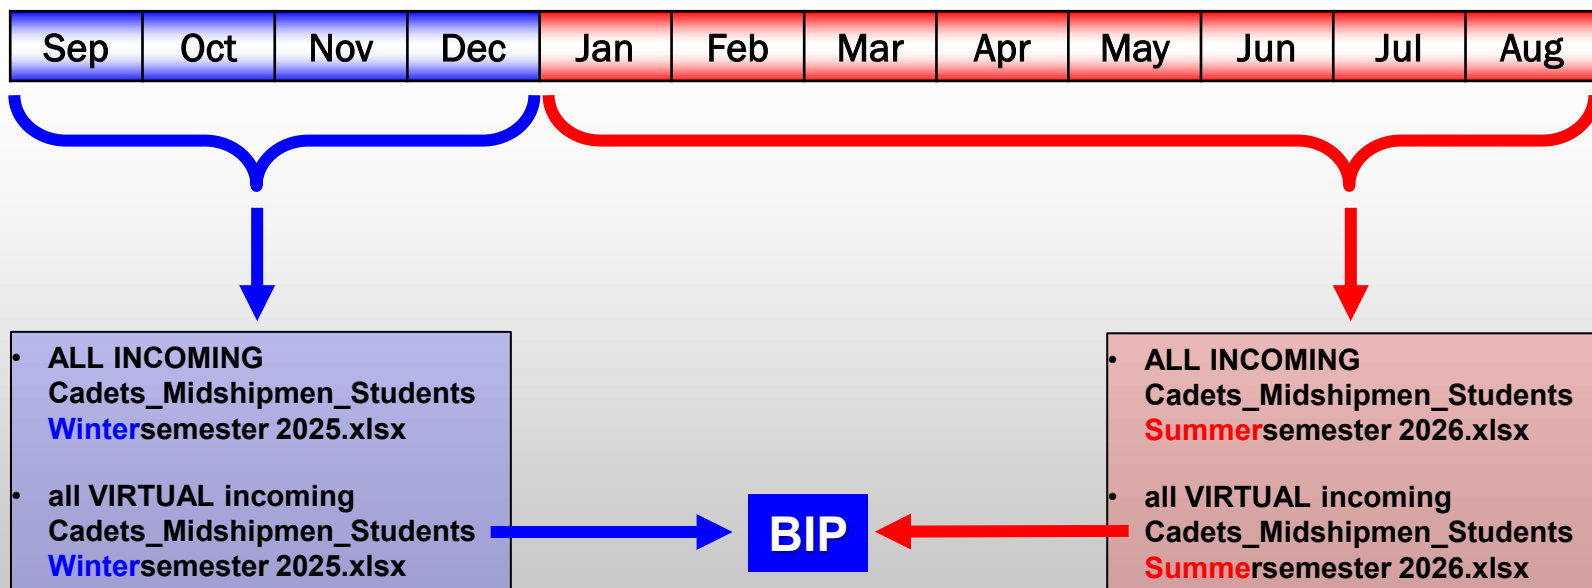 Sep Oct Nov Dec Jan Feb Mar Apr May Jun Jul Aug
• ALL INCOMING
Cadets_Midshipmen_Students
Wintersemester 2025.xlsx
• all VIRTUAL incoming
Cadets_Midshipmen_Students
Wintersemester 2025.xlsx
BIP
• ALL INCOMING
Cadets_Midshipmen_Students
Summersemester 2026.xlsx
• all VIRTUAL incoming
Cadets_Midshipmen_Students
Summersemester 2026.xlsx